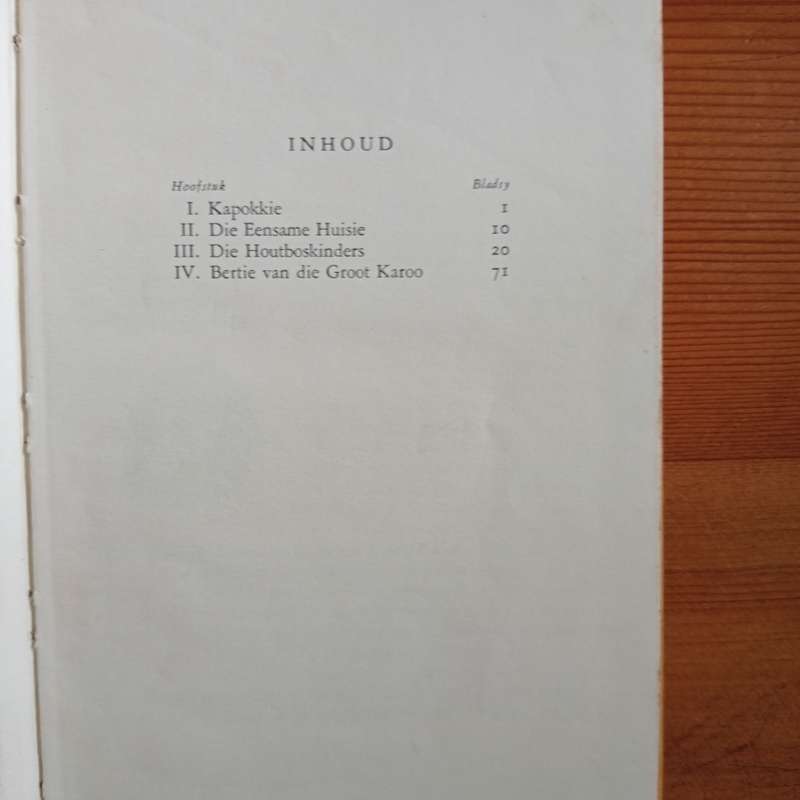 INHOUD
Hoofstuk Bladsy
I. Kapokkie 1
II. Die Eensame Huisie 10
III. Die Houtboskinders 20
IV. Bertie van die Groot Karoo 71